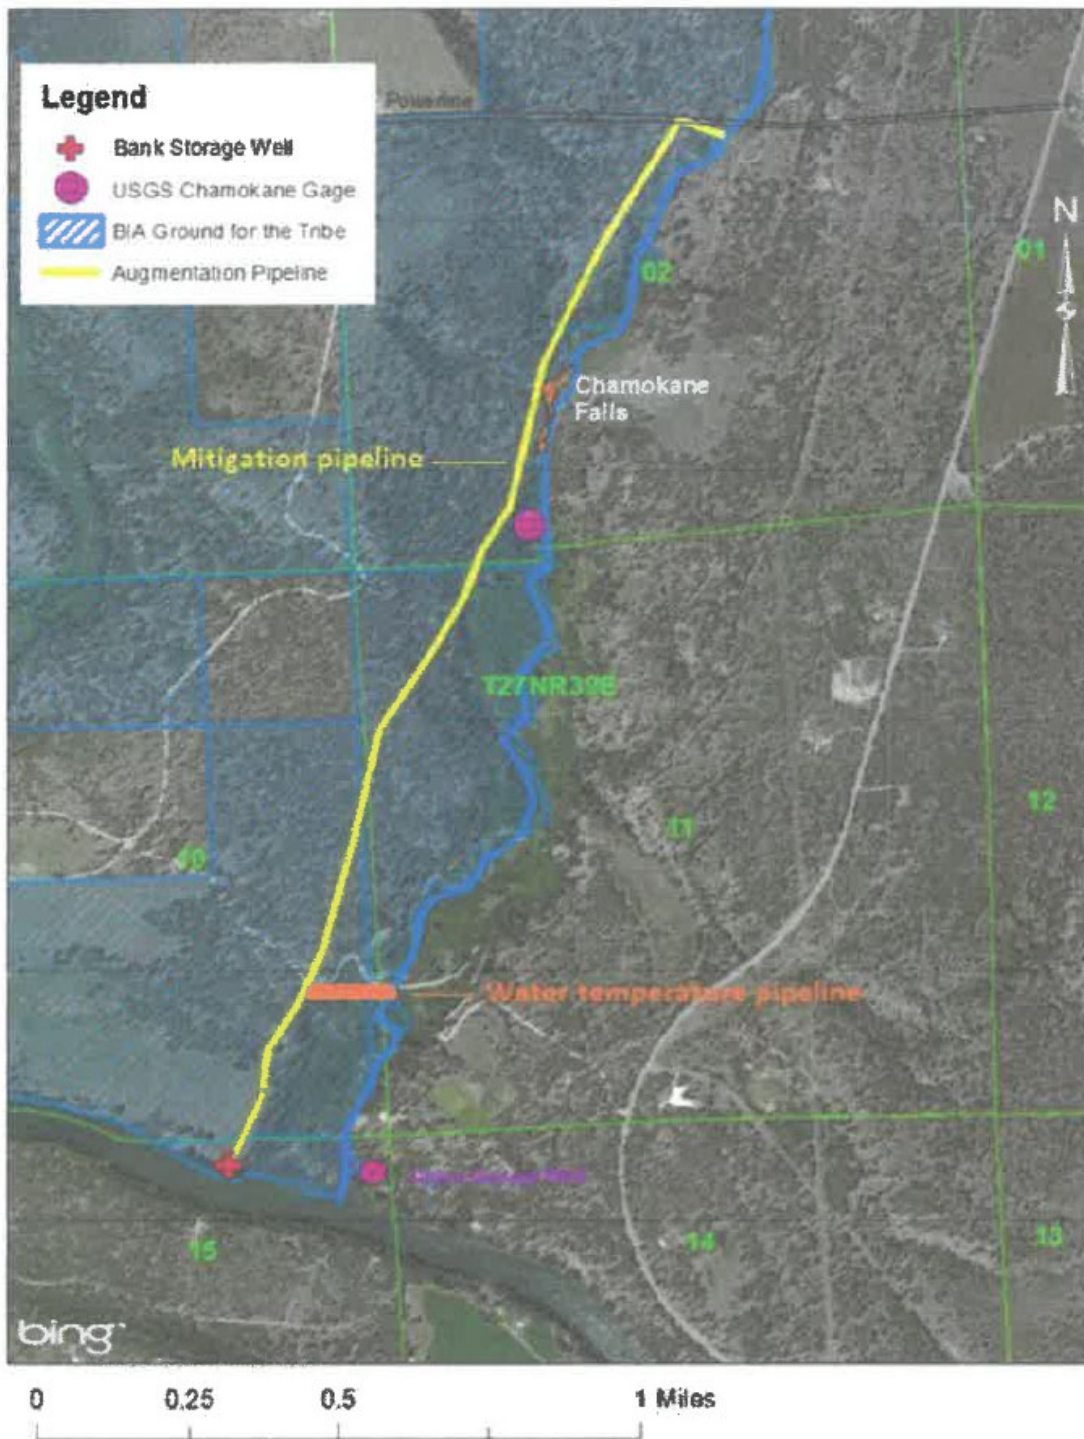 Legend
Bank Storage Well
USGS Chamokane Gage
BIA Ground for the Tribe
Augmentation Pipeline
Powerline
N
01
02
Chamokane
Falls
Mitigation pipeline
T27NR39E
12
11
10
Water temperature pipeline
15
14
13
bing
0 0.25 0.5 1 Miles